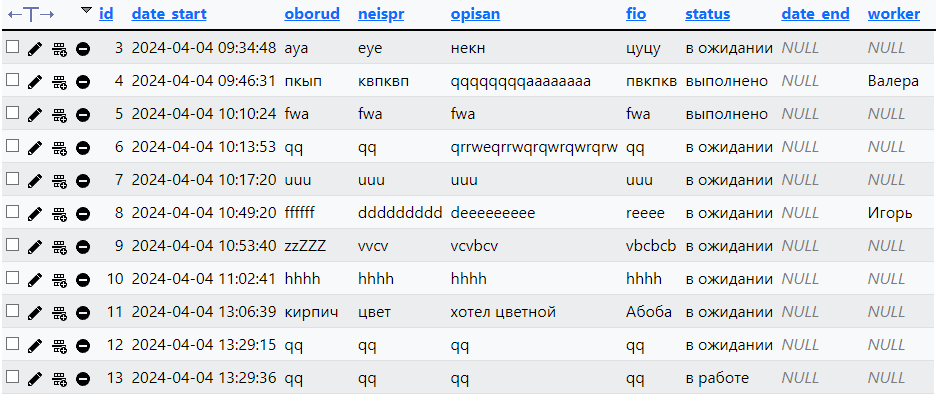 id date_start oborud neispr opisan fio status date_end worker
3 2024-04-04 09:34:48 ауа еуе некн цуцу в ожидании NULL NULL
4 2024-04-04 09:46:31 пкып квпквп qqqqqqqqaaaaaaaa пвкпкв выполнено NULL Валера
5 2024-04-04 10:10:24 fwa fwa fwa fwa выполнено NULL NULL
6 2024-04-04 10:13:53 qq qq qrrweqrrwqrqwrqwrqrw qq в ожидании NULL NULL
7 2024-04-04 10:17:20 uuu uuu uuu uuu в ожидании NULL NULL
8 2024-04-04 10:49:20 ffffff ddddddddd deeeeeeeee reeee в ожидании NULL Игорь
9 2024-04-04 10:53:40 zzZZZ vvcv vcvbcv vbcbcb в ожидании NULL NULL
10 2024-04-04 11:02:41 hhhh hhhh hhhh hhhh в ожидании NULL NULL
11 2024-04-04 13:06:39 кирпич цвет хотел цветной Абоба в ожидании NULL NULL
12 2024-04-04 13:29:15 qq qq qq qq в ожидании NULL NULL
13 2024-04-04 13:29:36 qq qq qq qq в работе NULL NULL